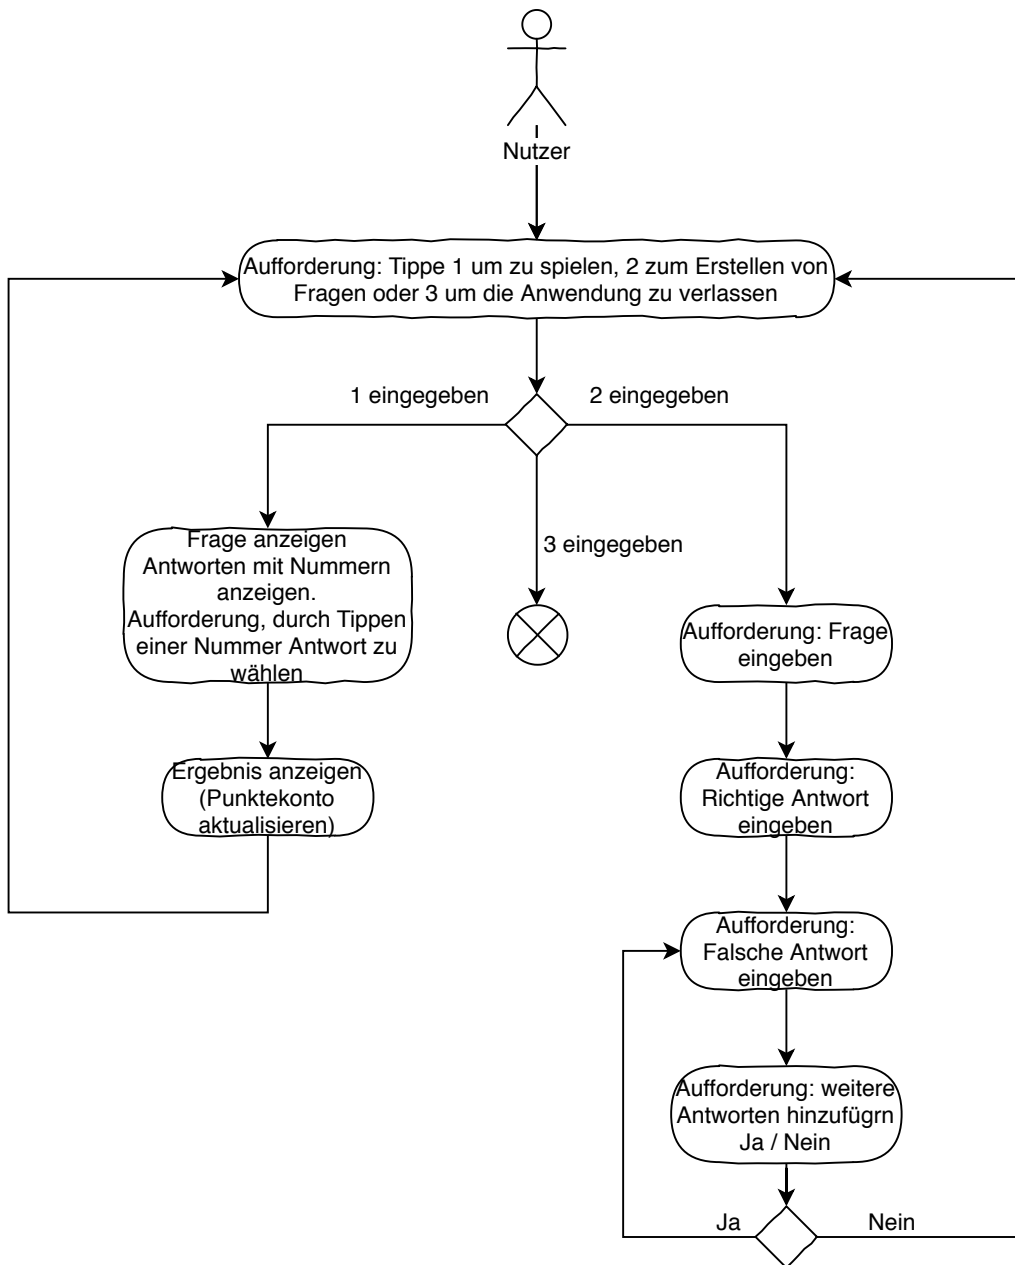 Nutzer
Aufforderung: Tippe 1 um zu spielen, 2 zum Erstellen von
Fragen oder 3 um die Anwendung zu verlassen
1 eingegeben
2 eingegeben
3 eingegeben
Frage anzeigen
Antworten mit Nummern
anzeigen.
Aufforderung, durch Tippen
einer Nummer Antwort zu
wählen
Ergebnis anzeigen
(Punktekonto
aktualisieren)
Aufforderung: Frage
eingeben
Aufforderung:
Richtige Antwort
eingeben
Aufforderung:
Falsche Antwort
eingeben
Aufforderung: weitere
Antworten hinzufügrn
Ja / Nein
Ja
Nein